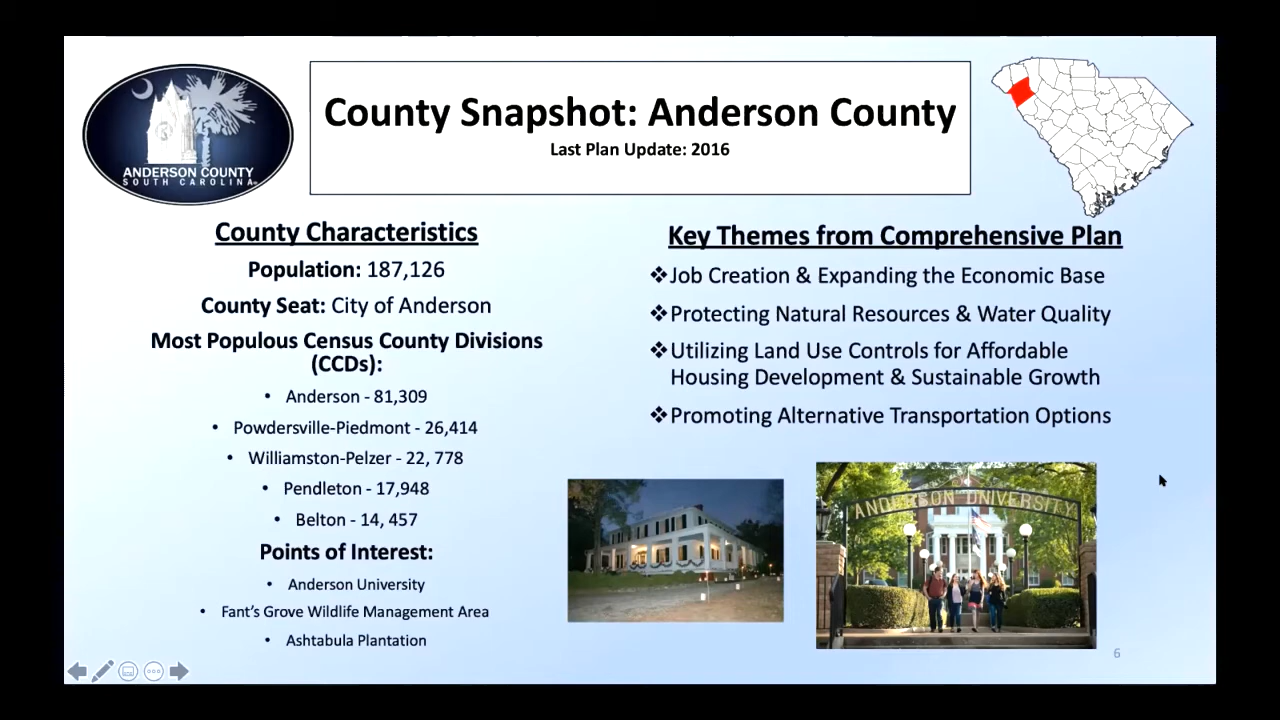 ANDERSON COUNTY
SOUTH CAROLINA
County Snapshot: Anderson County
Last Plan Update: 2016
County Characteristics
Population: 187,126
County Seat: City of Anderson
Most Populous Census County Divisions
(CCDs):
• Anderson - 81,309
• Powdersville-Piedmont - 26,414
• Williamston-Pelzer - 22, 778
• Pendleton - 17,948
• Belton - 14, 457
Points of Interest:
• Anderson University
• Fant's Grove Wildlife Management Area
• Ashtabula Plantation
Key Themes from Comprehensive Plan
❖Job Creation & Expanding the Economic Base
❖Protecting Natural Resources & Water Quality
❖Utilizing Land Use Controls for Affordable
Housing Development & Sustainable Growth
❖Promoting Alternative Transportation Options
ANDERSON UNIVERSITY
6